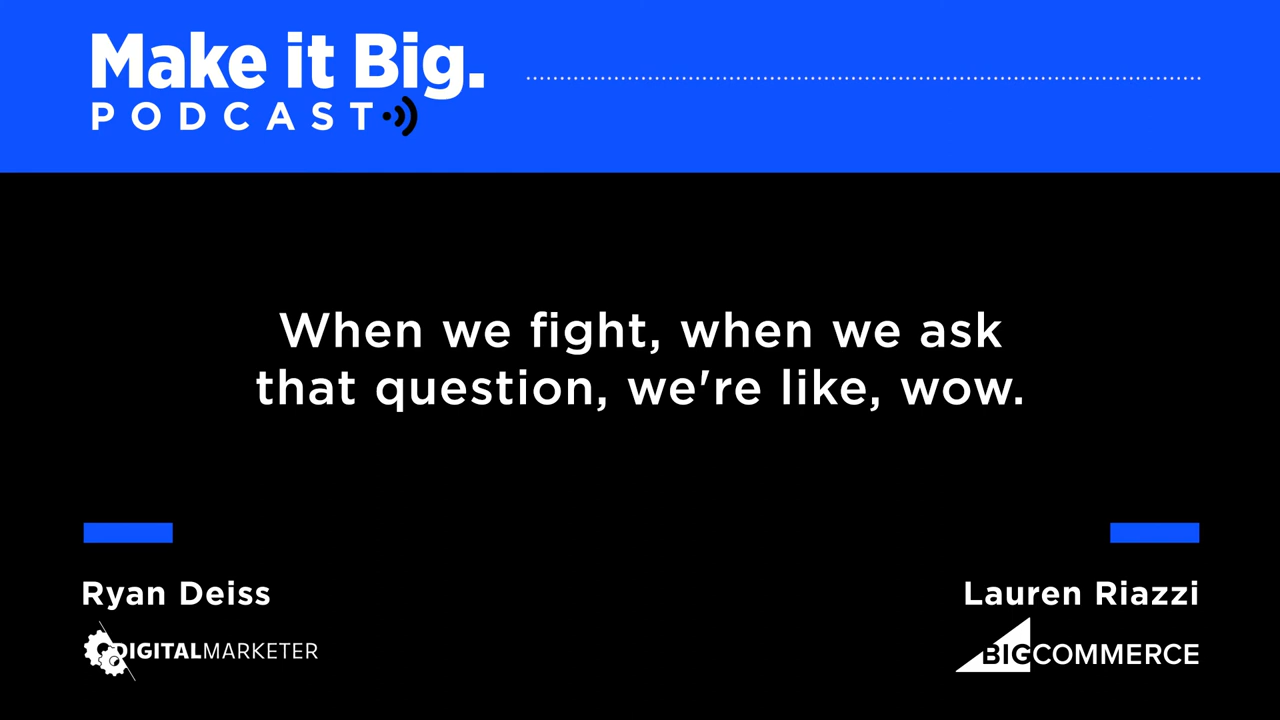 Make it Big.
PODCAST
When we fight, when we ask
that question, we're like, wow.
Ryan Deiss
DIGITALMARKETER
Lauren Riazzi
BIGCOMMERCE